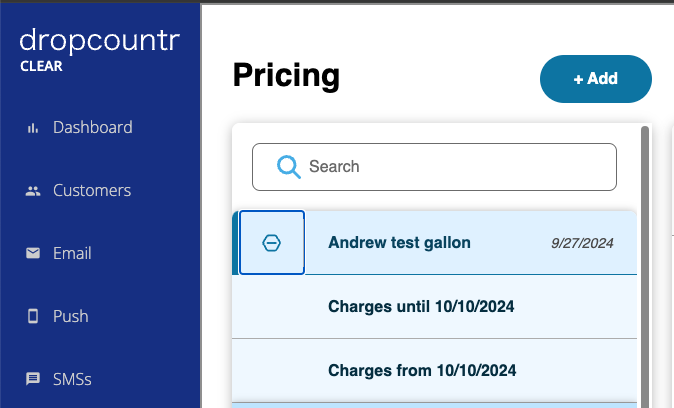 dropcountr
CLEAR
Dashboard
Customers
Email
Push
SMSs
Pricing
+ Add
Search
Andrew test gallon 9/27/2024
Charges until 10/10/2024
Charges from 10/10/2024